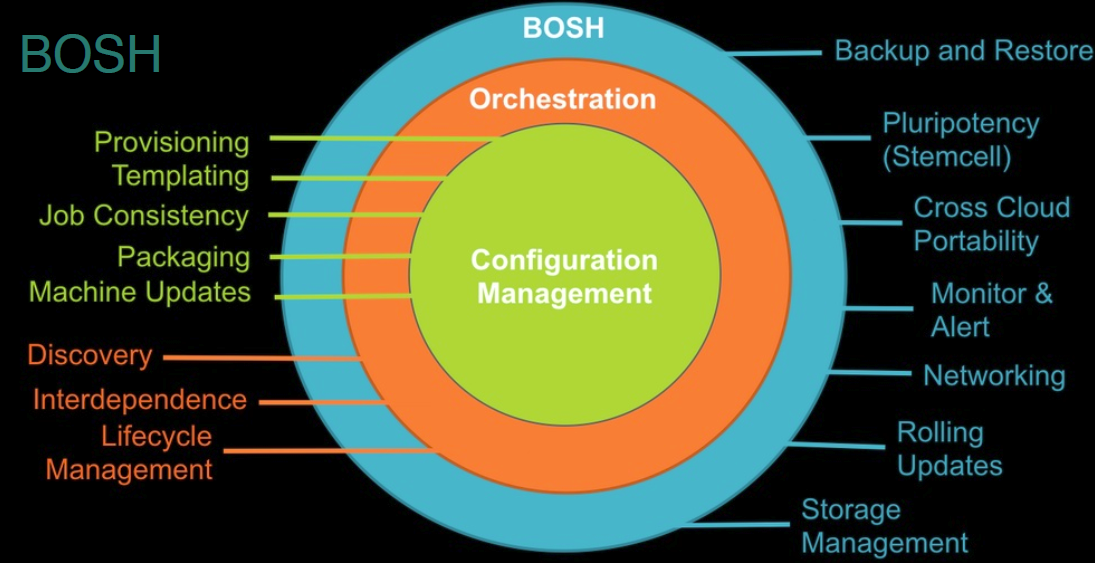 BOSH
BOSH
Orchestration
Configuration
Management
Provisioning
Templating
Job Consistency
Packaging
Machine Updates
Discovery
Interdependence
Lifecycle
Management
Backup and Restore
Pluripotency
(Stemcell)
Cross Cloud
Portability
Monitor &
Alert
Networking
Rolling
Updates
Storage
Management